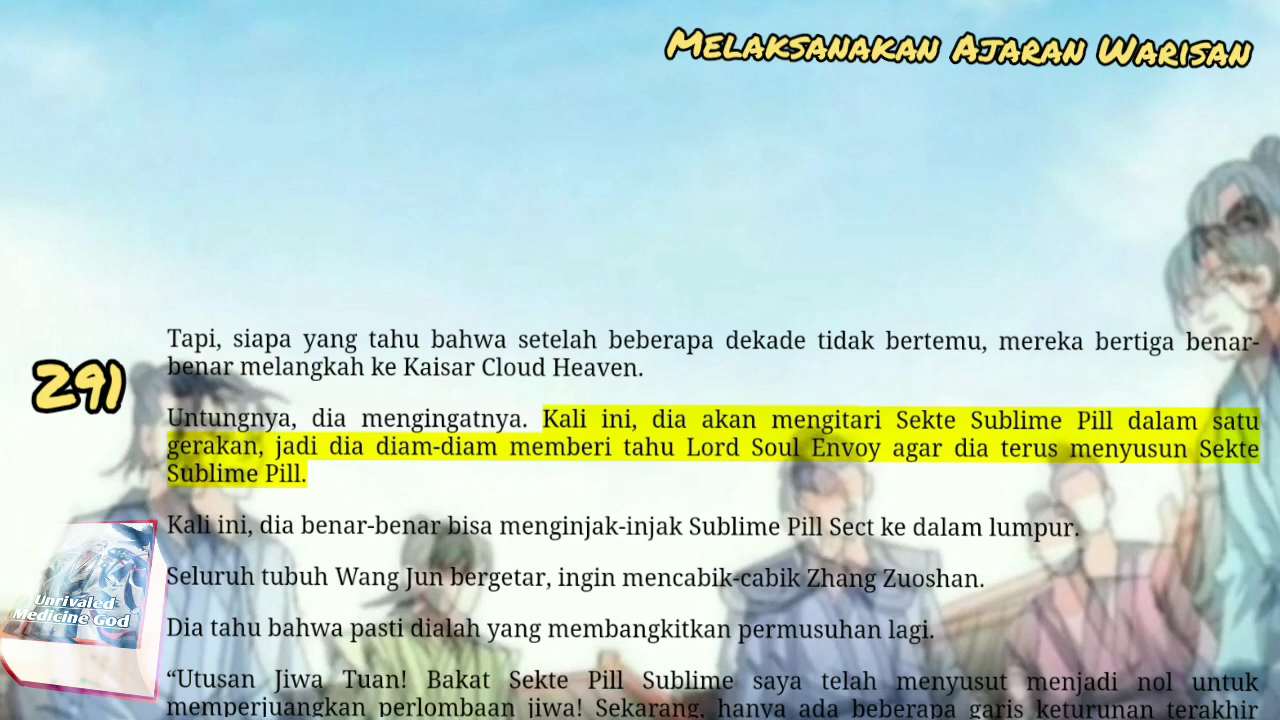 Melaksanakan Ajaran Warisan
Tapi, siapa yang tahu bahwa setelah beberapa dekade tidak bertemu, mereka bertiga benar-
benar melangkah ke Kaisar Cloud Heaven.
291
Untungnya, dia mengingatnya. Kali ini, dia akan mengitari Sekte Sublime Pill dalam satu
gerakan, jadi dia diam-diam memberi tahu Lord Soul Envoy agar dia terus menyusun Sekte
Sublime Pill.
Kali ini, dia benar-benar bisa menginjak-injak Sublime Pill Sect ke dalam lumpur.
Seluruh tubuh Wang Jun bergetar, ingin mencabik-cabik Zhang Zuoshan.
Unrivaled
Medicine God
Dia tahu bahwa pasti dialah yang membangkitkan permusuhan lagi.
“Utusan Jiwa Tuan! Bakat Sekte Pill Sublime saya telah menyusut menjadi nol untuk
memperjuangkan perlombaan jiwa! Sekarang, hanya ada beberapa garis keturunan terakhir